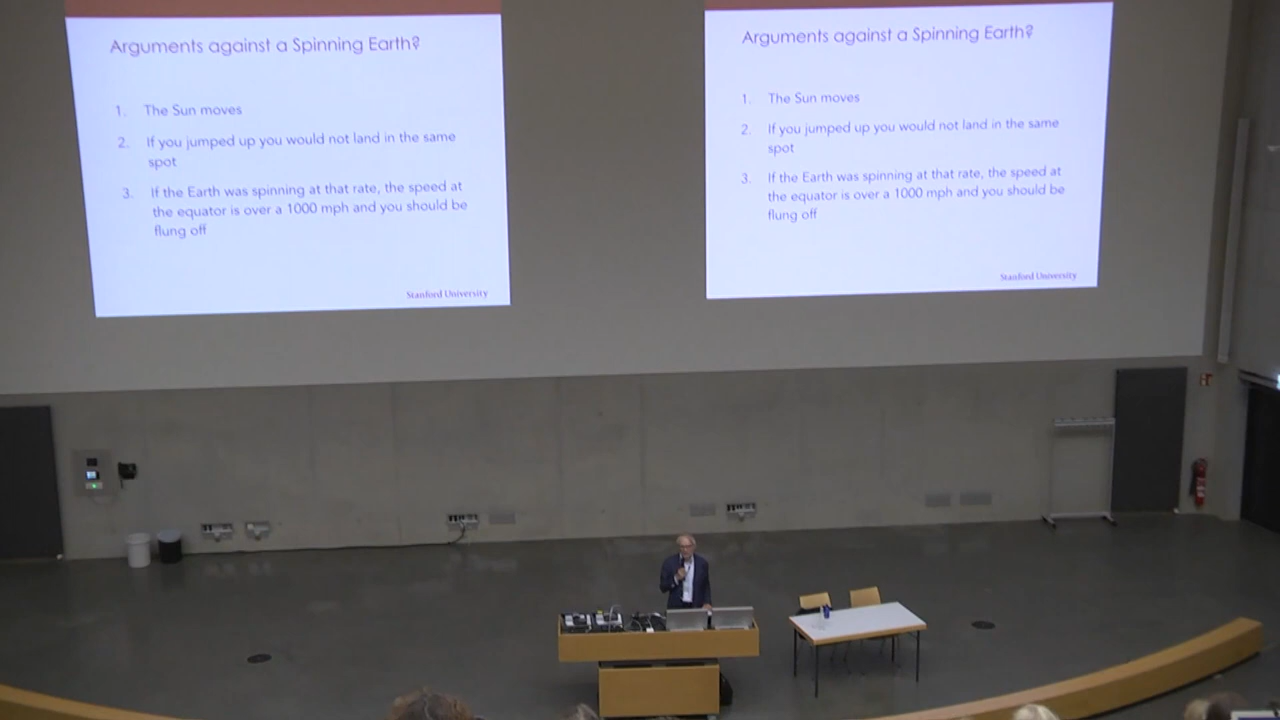 Arguments against a Spinning Earth?
1. The Sun moves
2. If you jumped up you would not land in the same
spot
3. If the Earth was spinning at that rate, the speed at
the equator is over a 1000 mph and you should be
flung off
Stanford University
Arguments against a Spinning Earth?
1. The Sun moves
2. If you jumped up you would not land in the same
spot
3. If the Earth was spinning at that rate, the speed at
the equator is over a 1000 mph and you should be
flung off
Stanford University